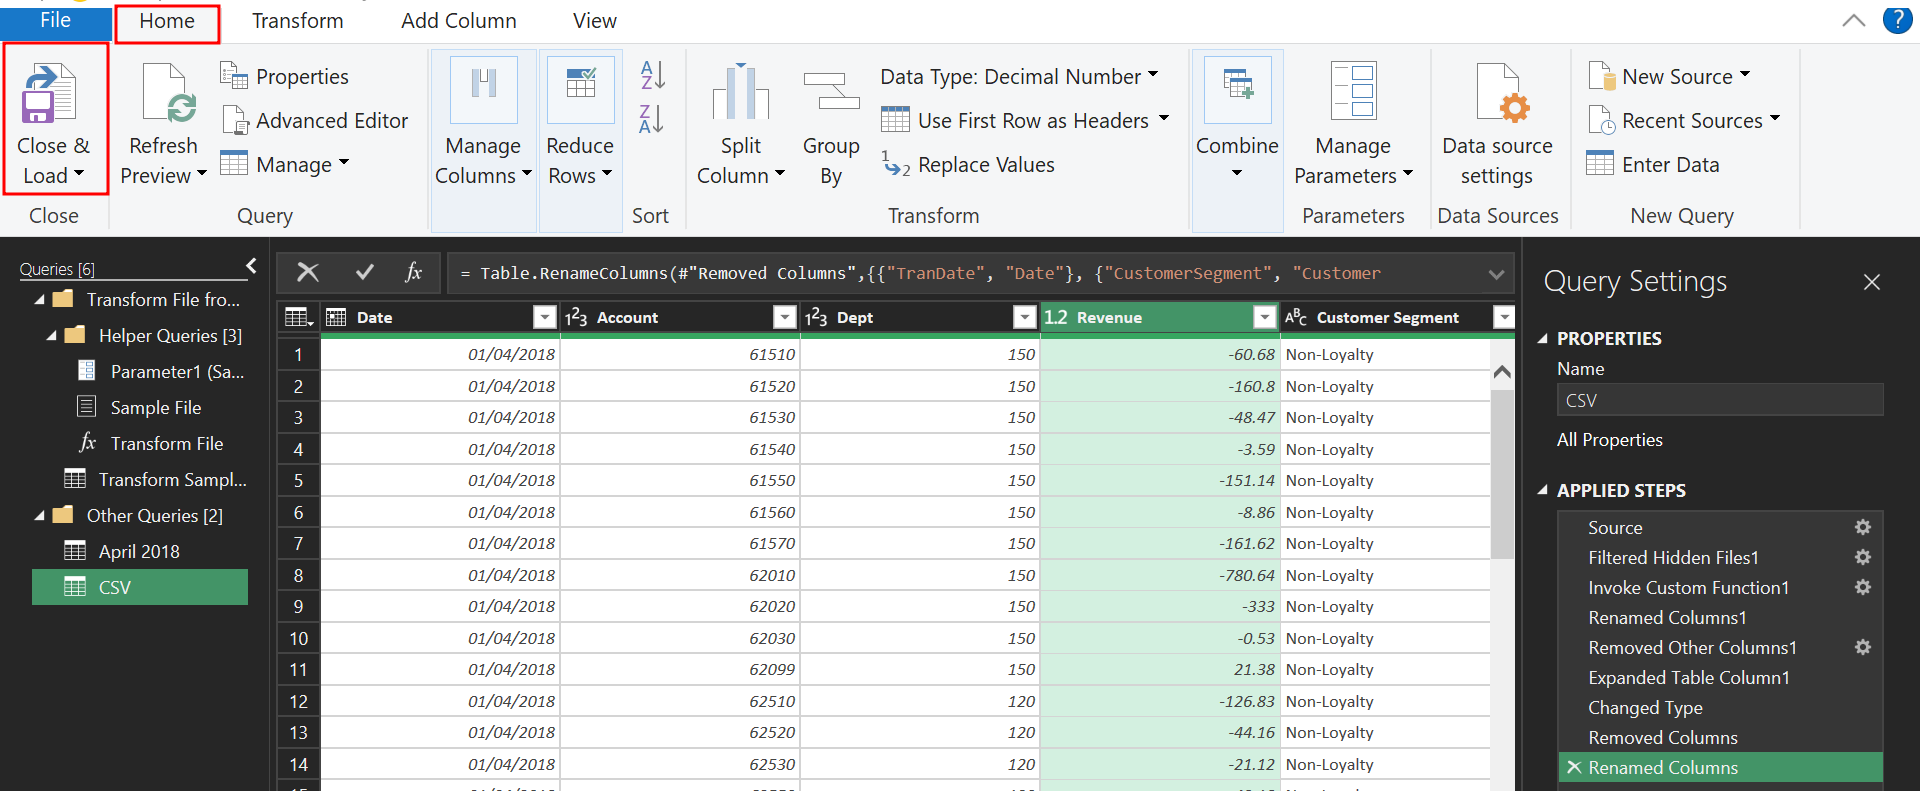 File Home Transform Add Column View ?
Close & Load Refresh Preview Properties Advanced Editor Manage Manage Columns Reduce Rows A Z Z A Split Column Group By Data Type: Decimal Number Use First Row as Headers 1 2 Replace Values Combine Manage Parameters Data source settings New Source Recent Sources Enter Data
Close Query Sort Transform Parameters Data Sources New Query
Queries [6]
Transform File fro...
Helper Queries [3]
Parameter1 (Sa...
Sample File
fx Transform File
Transform Sampl...
Other Queries [2]
April 2018
CSV
fx = Table.RenameColumns(#"Removed Columns",{{"TranDate", "Date"}, {"CustomerSegment", "Customer
Date 123 Account 123 Dept 1.2 Revenue ABC Customer Segment
1 01/04/2018 61510 150 -60.68 Non-Loyalty
2 01/04/2018 61520 150 -160.8 Non-Loyalty
3 01/04/2018 61530 150 -48.47 Non-Loyalty
4 01/04/2018 61540 150 -3.59 Non-Loyalty
5 01/04/2018 61550 150 -151.14 Non-Loyalty
6 01/04/2018 61560 150 -8.86 Non-Loyalty
7 01/04/2018 61570 150 -161.62 Non-Loyalty
8 01/04/2018 62010 150 -780.64 Non-Loyalty
9 01/04/2018 62020 150 -333 Non-Loyalty
10 01/04/2018 62030 150 -0.53 Non-Loyalty
11 01/04/2018 62099 150 21.38 Non-Loyalty
12 01/04/2018 62510 120 -126.83 Non-Loyalty
13 01/04/2018 62520 120 -44.16 Non-Loyalty
14 01/04/2018 62530 120 -21.12 Non-Loyalty
Query Settings
PROPERTIES
Name
CSV
All Properties
APPLIED STEPS
Source
Filtered Hidden Files1
Invoke Custom Function1
Renamed Columns1
Removed Other Columns1
Expanded Table Column1
Changed Type
Removed Columns
Renamed Columns